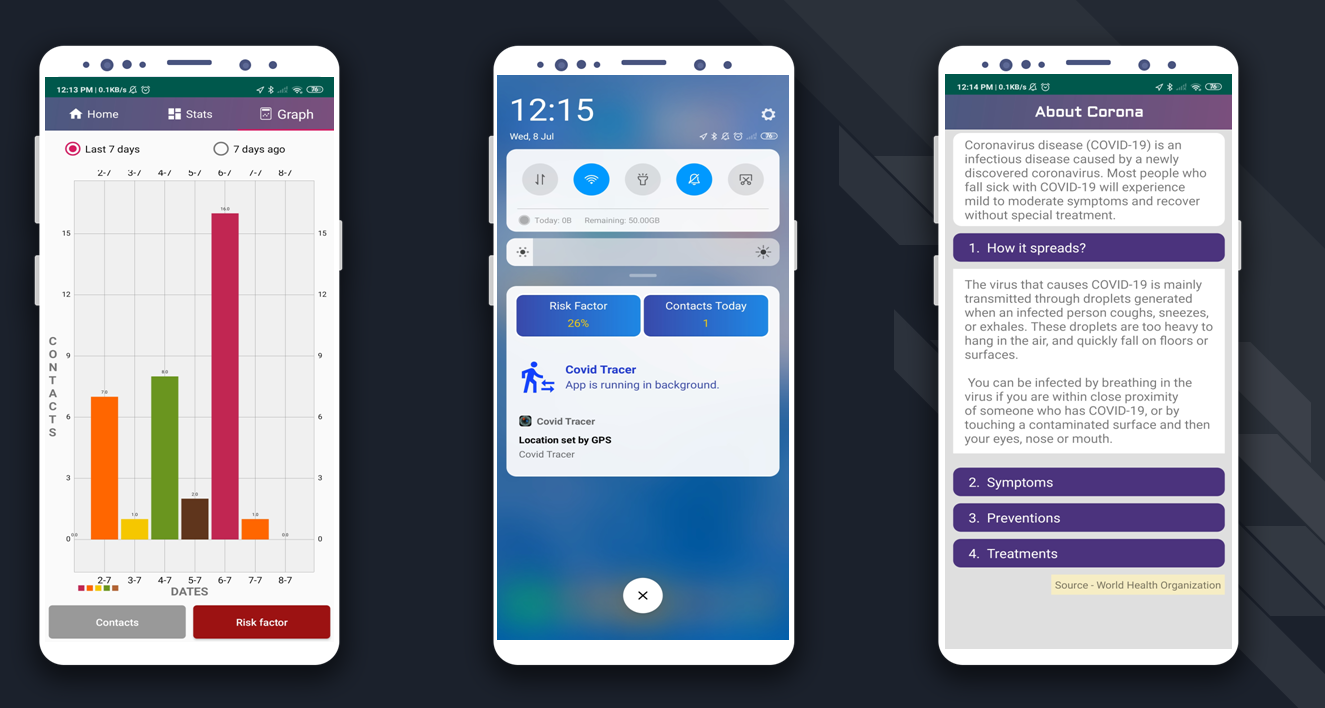 12:13 PM | 0.1KB/s
76
Home
Stats
Graph
Last 7 days
7 days ago
2-7 3-7 4-7 5-7 6-7 7-7 8-7
16.0
15 15
12 12
9 9
8.0
7.0
6 6
3 3
2.0
1.0 1.0
0.0 0.0
0 0
CONTACTS
2-7 3-7 4-7 5-7 6-7 7-7 8-7
DATES
Contacts
Risk factor
12:15
Wed, 8 Jul
76
Today: 0B Remaining: 50.00GB
Risk Factor
26%
Contacts Today
1
Covid Tracer
App is running in background.
Covid Tracer
Location set by GPS
Covid Tracer
12:14 PM | 0.1KB/s
76
About Corona
Coronavirus disease (COVID-19) is an
infectious disease caused by a newly
discovered coronavirus. Most people who
fall sick with COVID-19 will experience
mild to moderate symptoms and recover
without special treatment.
1. How it spreads?
The virus that causes COVID-19 is mainly
transmitted through droplets generated
when an infected person coughs, sneezes,
or exhales. These droplets are too heavy to
hang in the air, and quickly fall on floors or
surfaces.
You can be infected by breathing in the
virus if you are within close proximity
of someone who has COVID-19, or by
touching a contaminated surface and then
your eyes, nose or mouth.
2. Symptoms
3. Preventions
4. Treatments
Source - World Health Organization